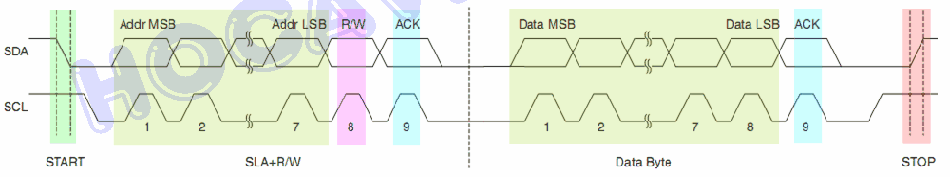 Addr MSB Addr LSB R/W ACK Data MSB Data LSB ACK
SDA
SCL
1 2 7 8 9 1 2 7 8 9
START SLA+R/W Data Byte STOP